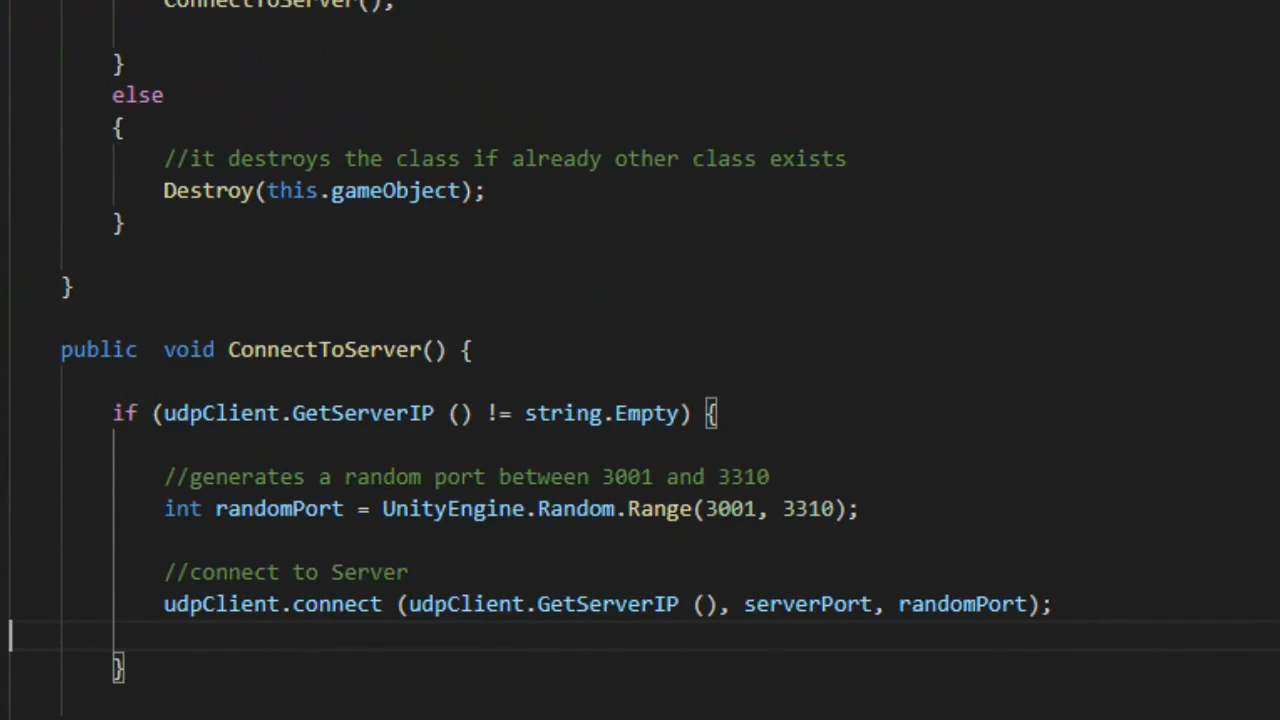 ConnectToServer();
}
else
{
//it destroys the class if already other class exists
Destroy(this.gameObject);
}
}
public  void ConnectToServer() {
if (udpClient.GetServerIP () != string.Empty) {
//generates a random port between 3001 and 3310
int randomPort = UnityEngine.Random.Range(3001, 3310);
//connect to Server
udpClient.connect (udpClient.GetServerIP (), serverPort, randomPort);
}